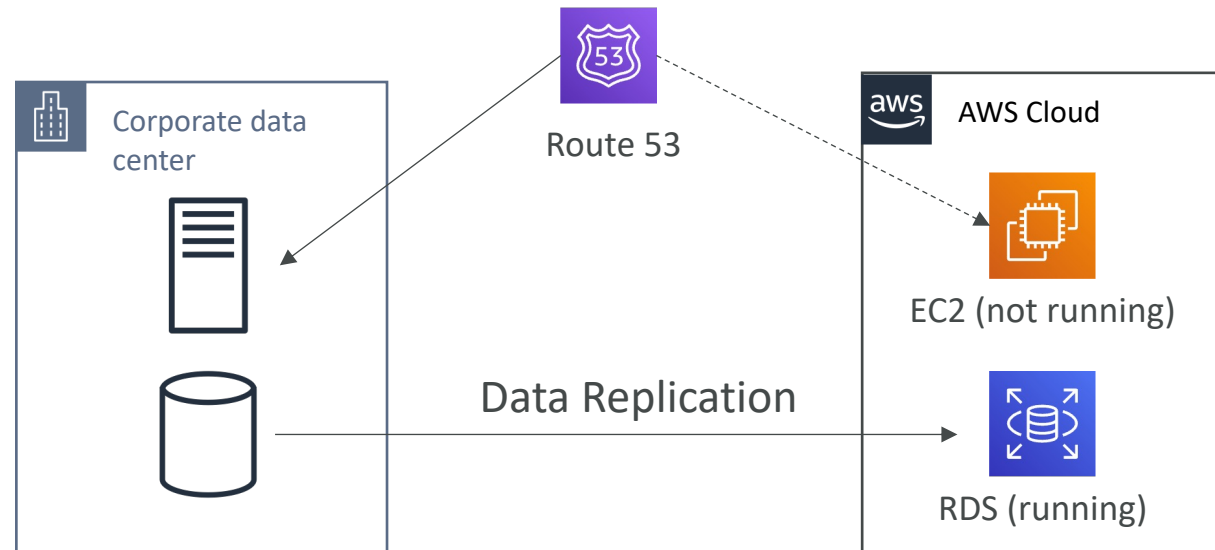 53
Route 53
Corporate data
center
aws
AWS Cloud
EC2 (not running)
Data Replication
RDS (running)